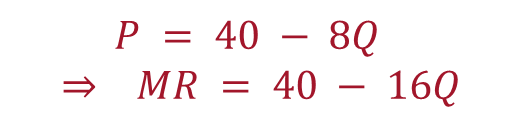 P = 40 − 8Q
⇒ MR = 40 − 16Q